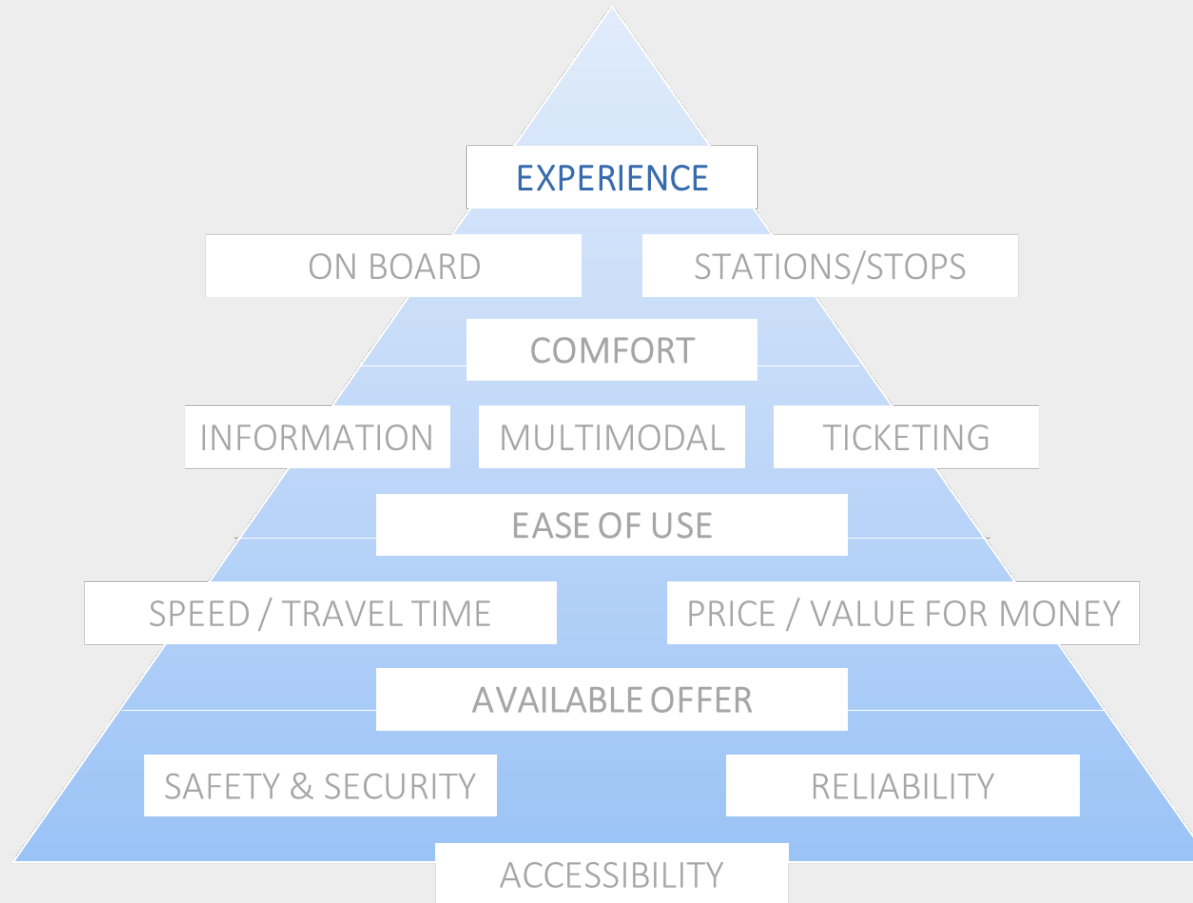 EXPERIENCE
ON BOARD
STATIONS/STOPS
COMFORT
INFORMATION
MULTIMODAL
TICKETING
EASE OF USE
SPEED / TRAVEL TIME
PRICE / VALUE FOR MONEY
AVAILABLE OFFER
SAFETY & SECURITY
RELIABILITY
ACCESSIBILITY